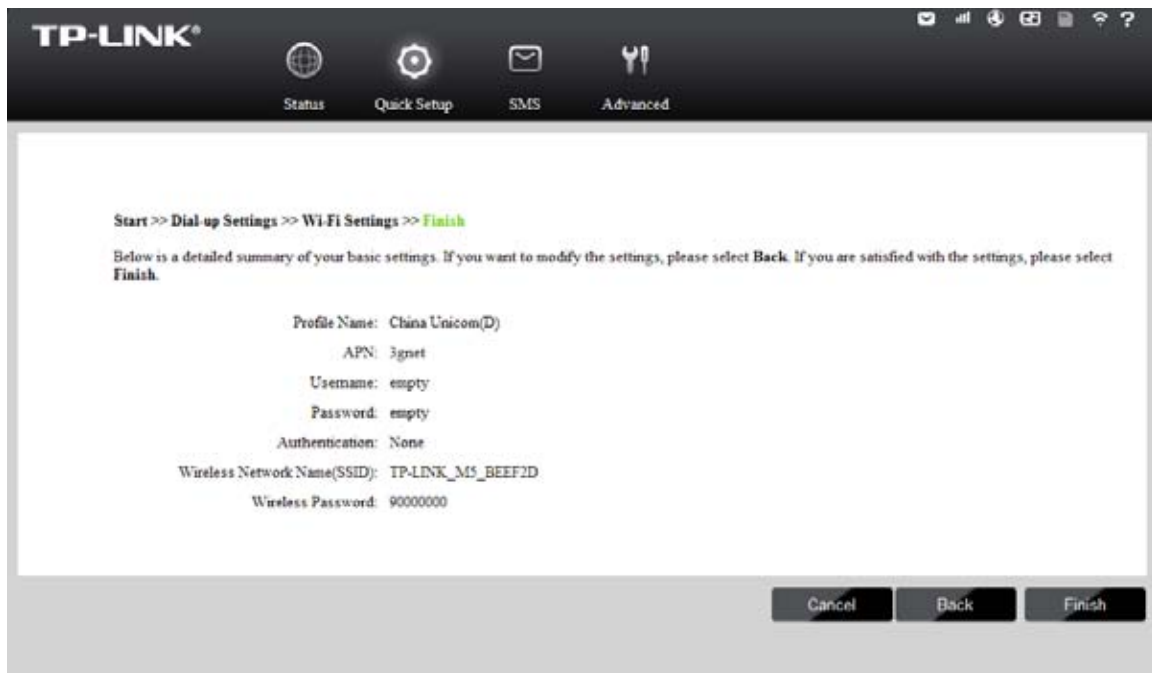 TP-LINK®
Status Quick Setup SMS Advanced
Start >> Dial-up Settings >> Wi-Fi Settings >> Finish
Below is a detailed summary of your basic settings. If you want to modify the settings, please select Back. If you are satisfied with the settings, please select
Finish.
Profile Name: China Unicom(D)
APN: 3gnet
Username: empty
Password: empty
Authentication: None
Wireless Network Name(SSID): TP-LINK_M5_BEEF2D
Wireless Password: 90000000
Cancel Back Finish